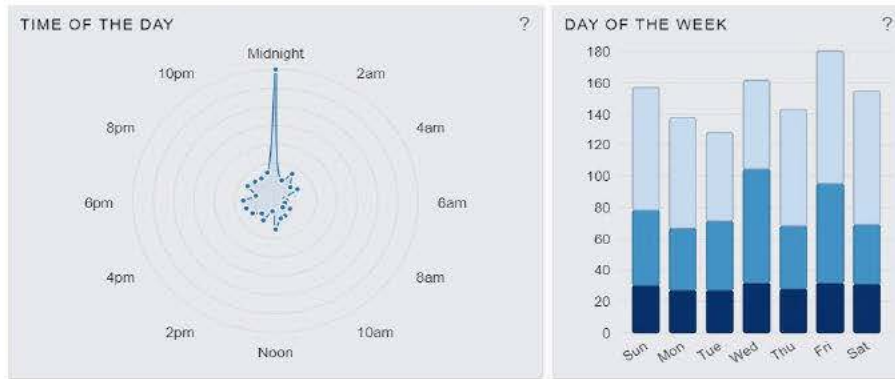 TIME OF THE DAY ?
Midnight
10pm 2am
8pm 4am
6pm 6am
4pm 8am
2pm 10am
Noon
DAY OF THE WEEK ?
180
160
140
120
100
80
60
40
20
0
Sun Mon Tue Wed Thu Fri Sat